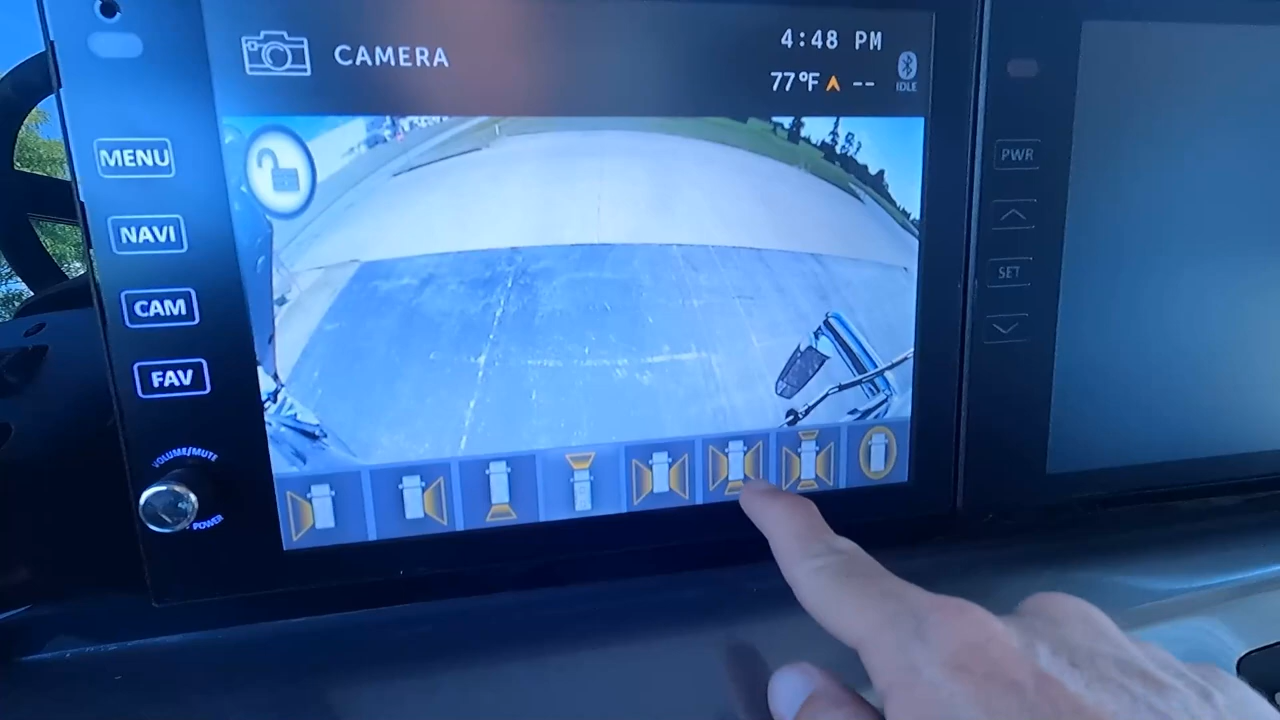 CAMERA
4:48 PM
77°F --
IDLE
MENU
NAVI
CAM
FAV
VOLUME/MUTE
POWER
PWR
SET